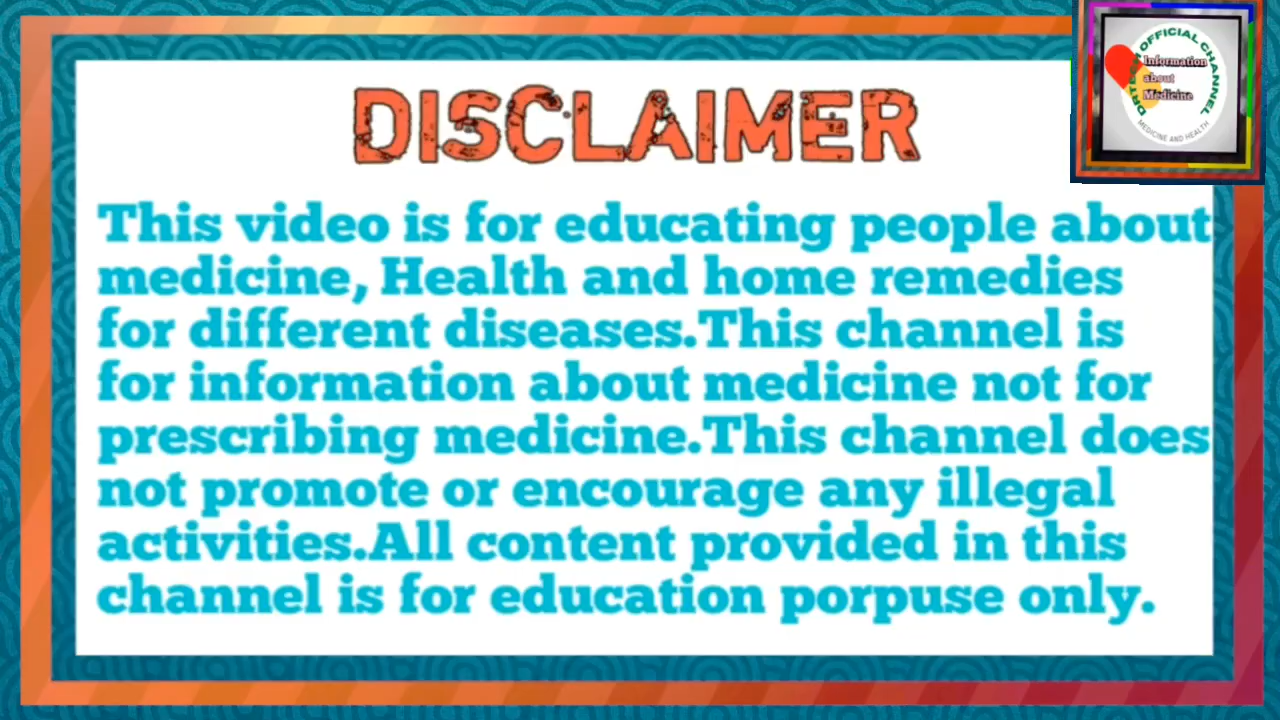 DISCLAIMER
This video is for educating people about
medicine, Health and home remedies
for different diseases.This channel is
for information about medicine not for
prescribing medicine.This channel does
not promote or encourage any illegal
activities.All content provided in this
channel is for education porpuse only.
OFFICIAL CHANNEL
Information
about
Medicine
MEDICINE AND HEALTH